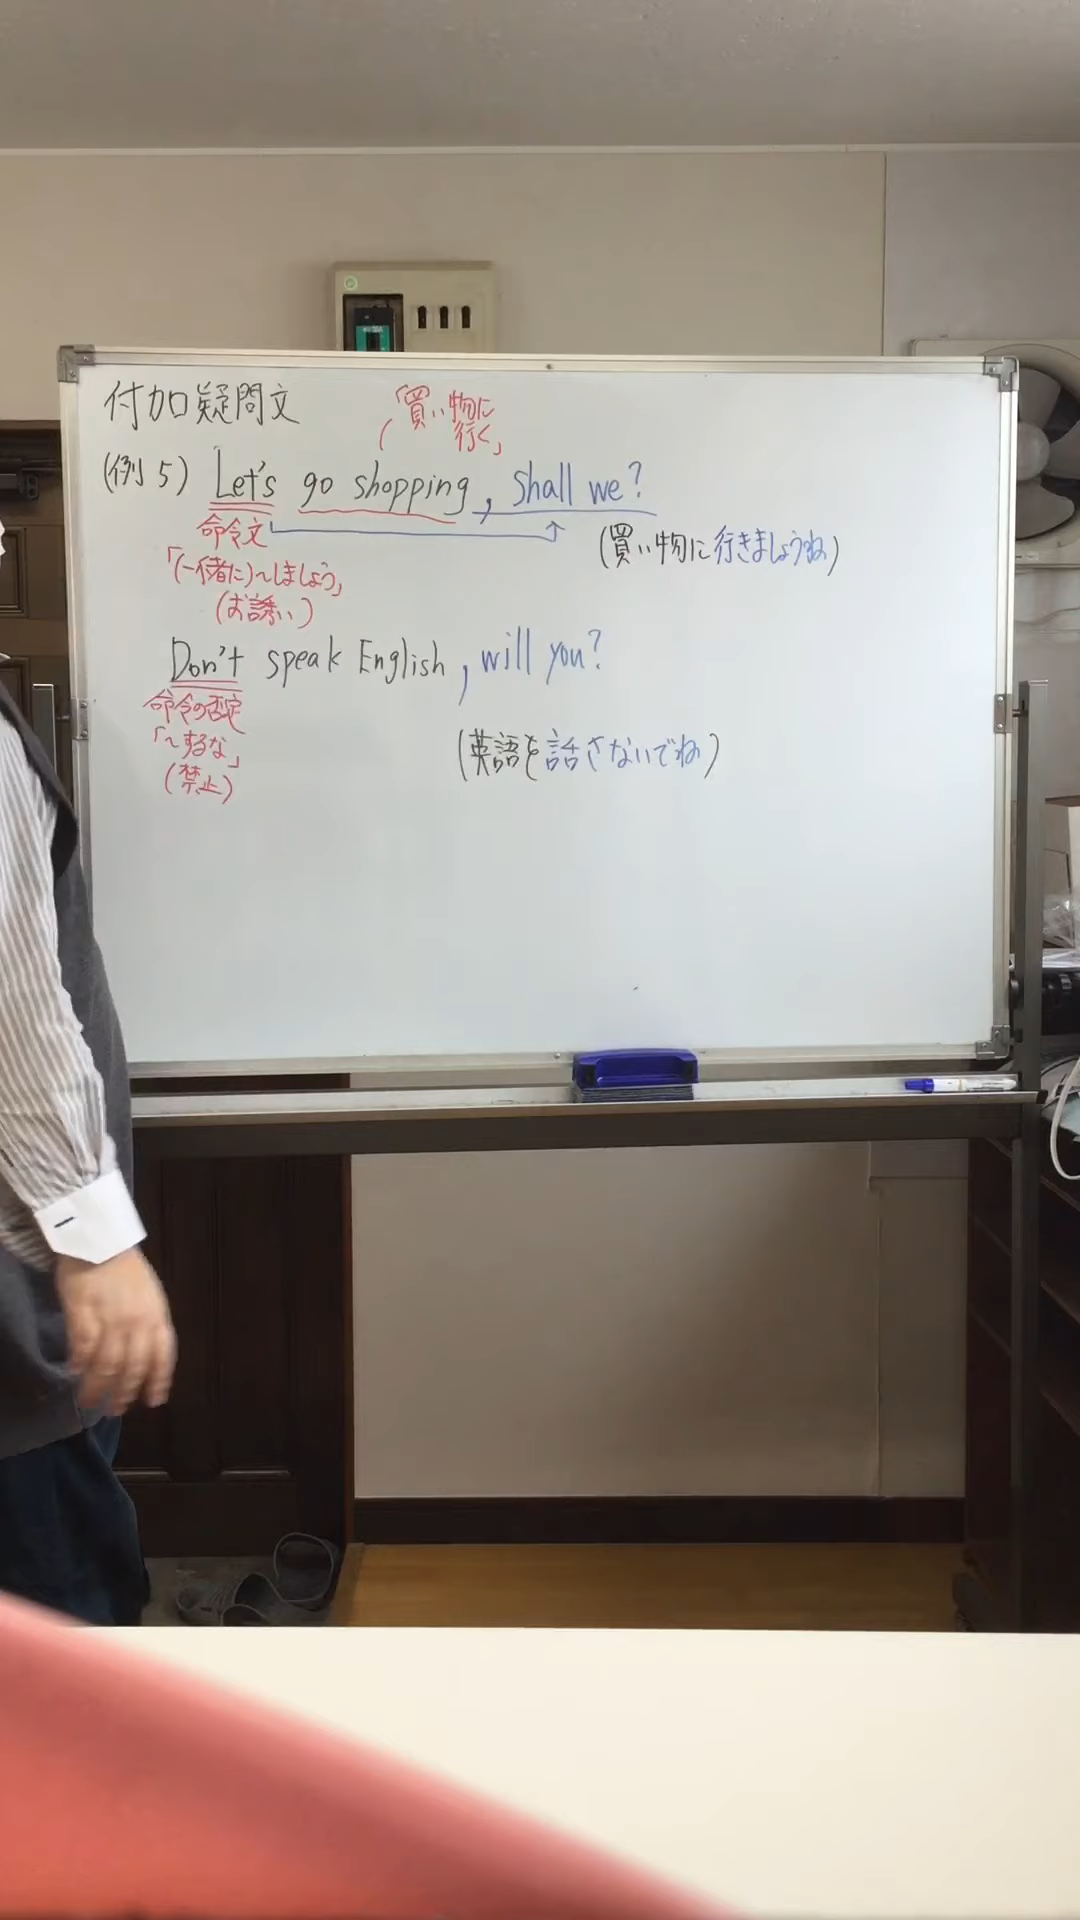 付加疑問文
「買い物に
行く」
(例5) Let's go shopping, shall we?
命令文
(買い物に行きましょうね)
「(一緒に)~しましょう」
(お誘い)
Don't speak English, will you?
命令の否定
「~するな」
(英語を話さないでね)
(禁止)